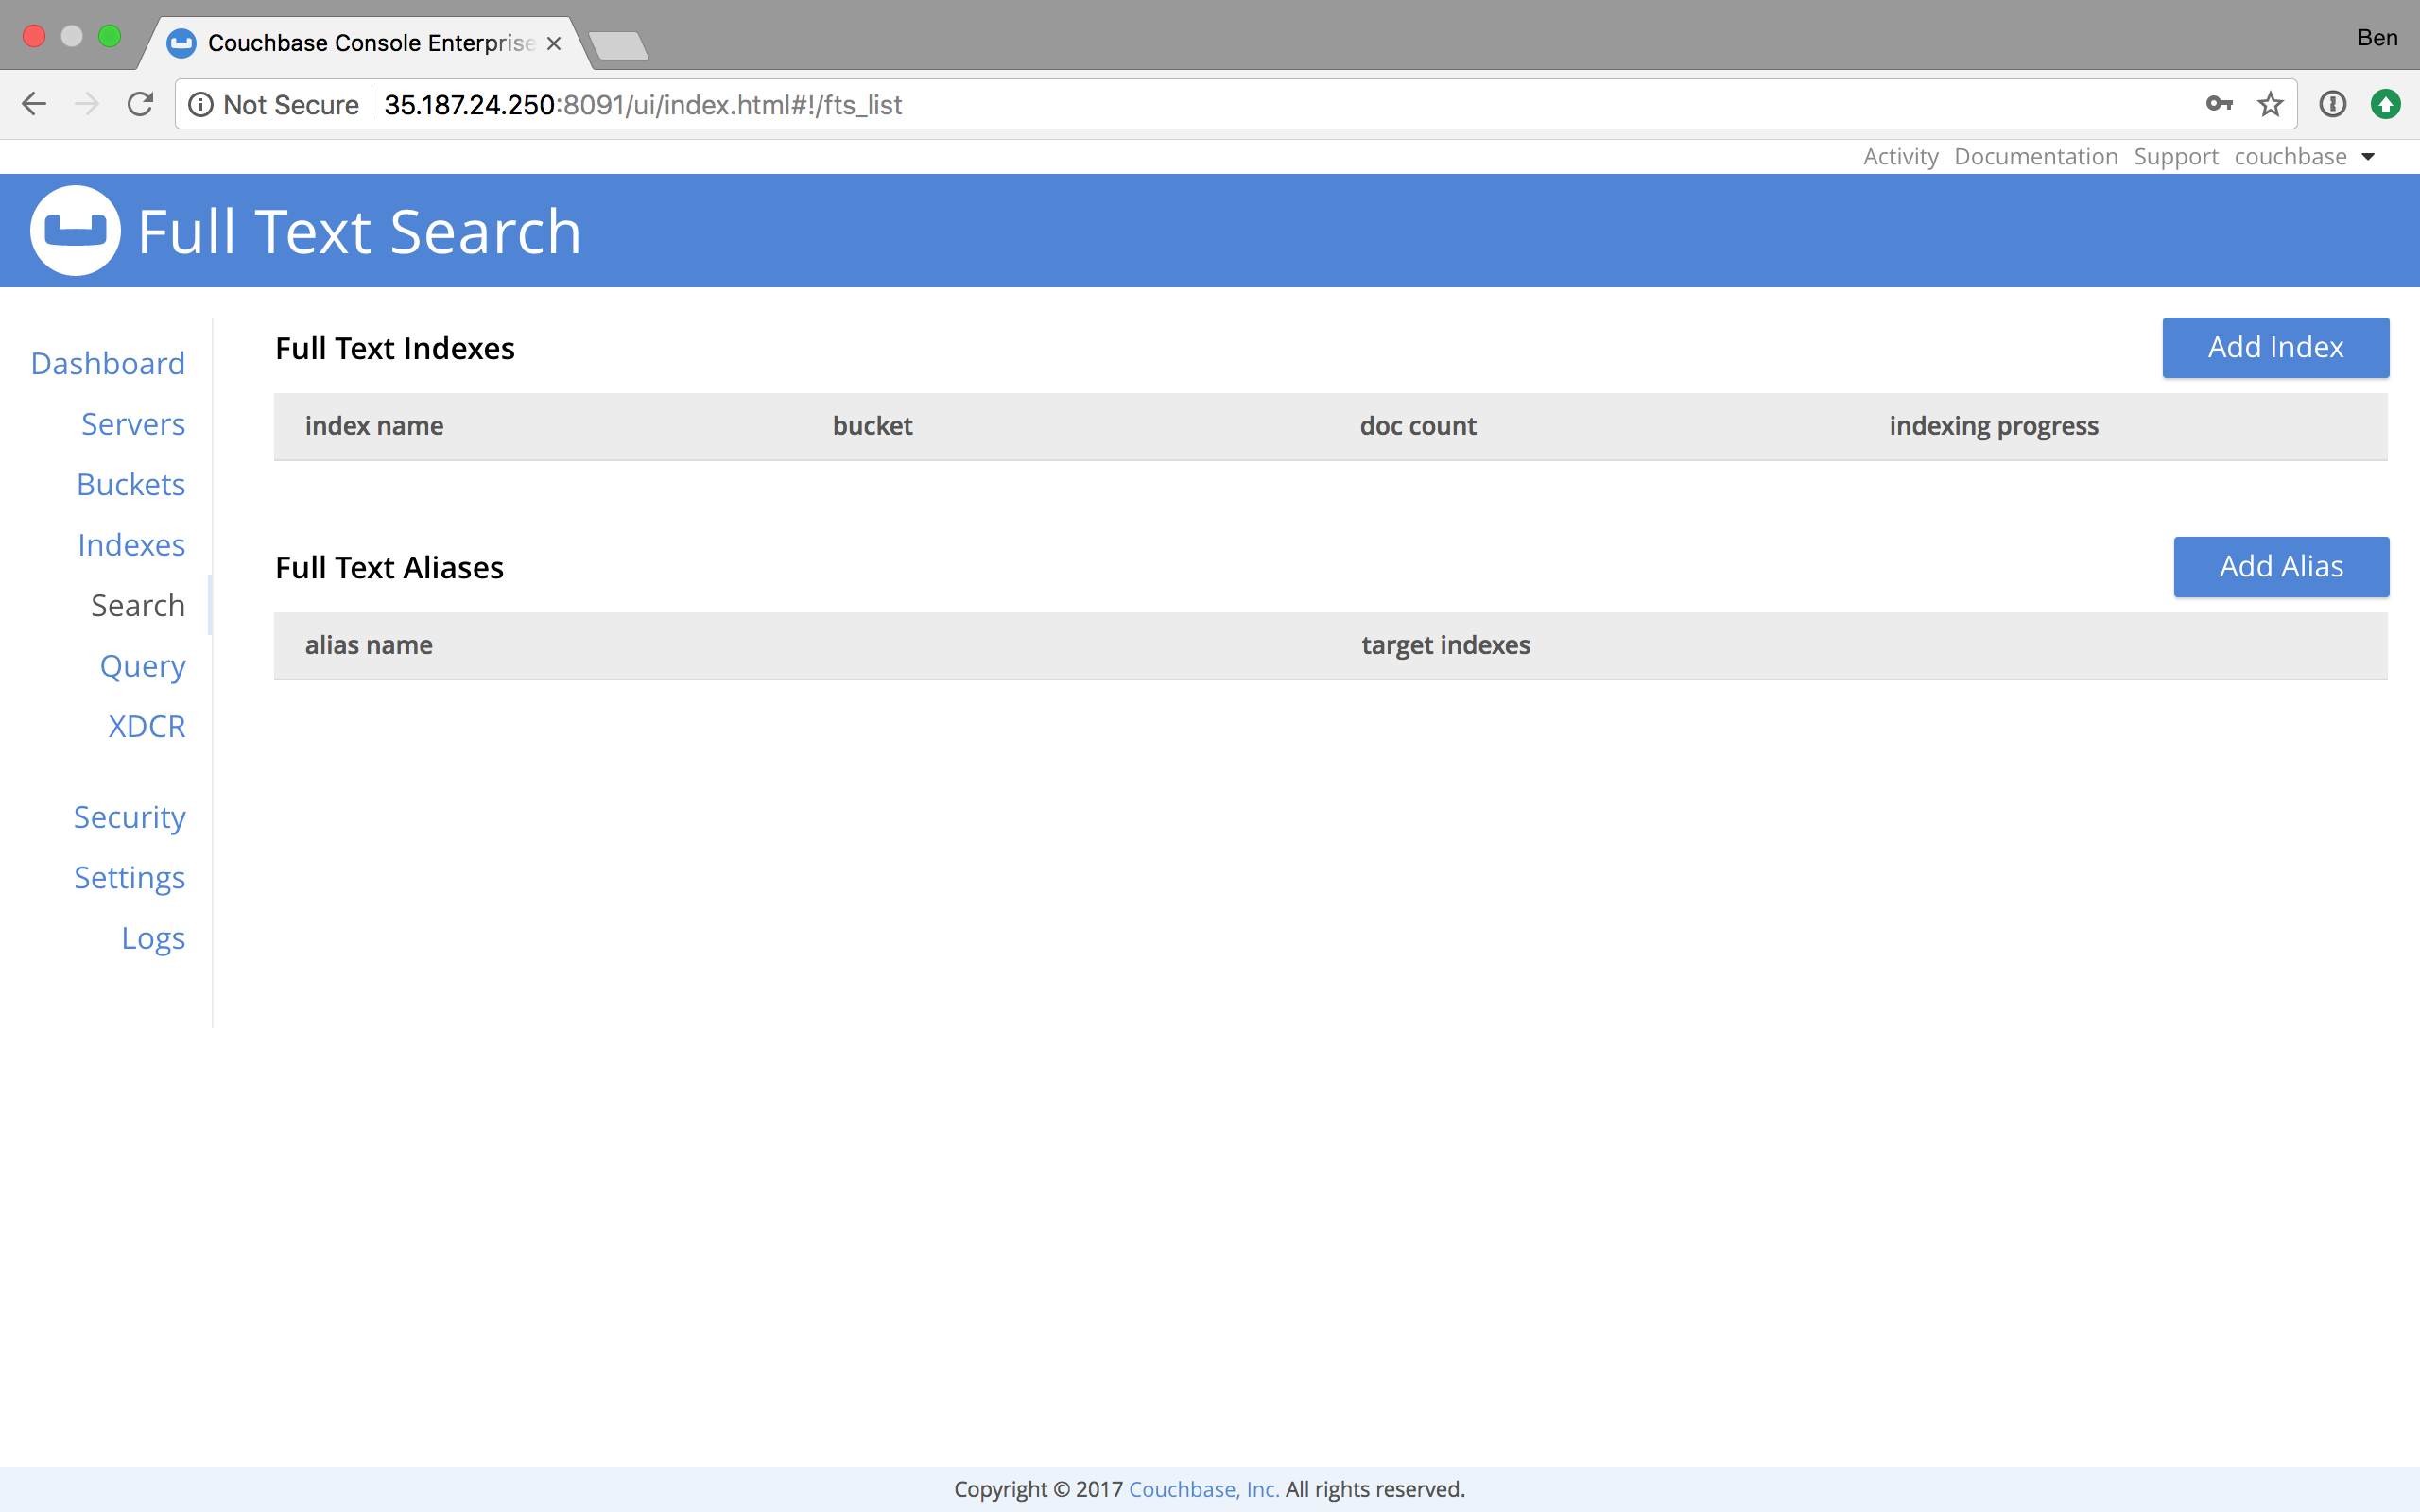 Couchbase Console Enterprise
Ben
Not Secure 35.187.24.250:8091/ui/index.html#!/fts_list
Activity Documentation Support couchbase
Full Text Search
Dashboard
Servers
Buckets
Indexes
Search
Query
XDCR
Security
Settings
Logs
Full Text Indexes
Add Index
index name bucket doc count indexing progress
Full Text Aliases
Add Alias
alias name target indexes
Copyright © 2017 Couchbase, Inc. All rights reserved.